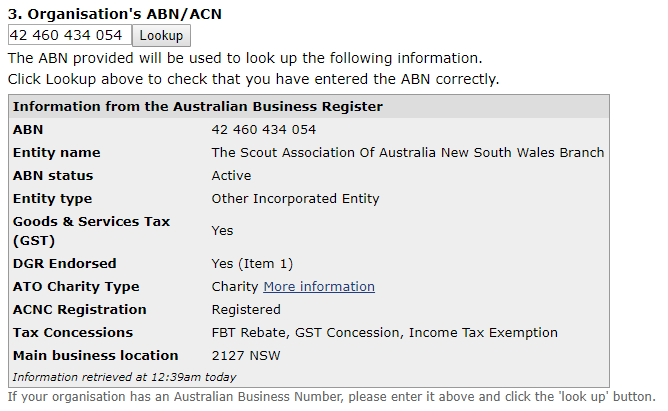 3. Organisation's ABN/ACN
42 460 434 054 Lookup
The ABN provided will be used to look up the following information.
Click Lookup above to check that you have entered the ABN correctly.
Information from the Australian Business Register
ABN 42 460 434 054
Entity name The Scout Association Of Australia New South Wales Branch
ABN status Active
Entity type Other Incorporated Entity
Goods & Services Tax
(GST) Yes
DGR Endorsed Yes (Item 1)
ATO Charity Type Charity More information
ACNC Registration Registered
Tax Concessions FBT Rebate, GST Concession, Income Tax Exemption
Main business location 2127 NSW
Information retrieved at 12:39am today
If your organisation has an Australian Business Number, please enter it above and click the 'look up' button.